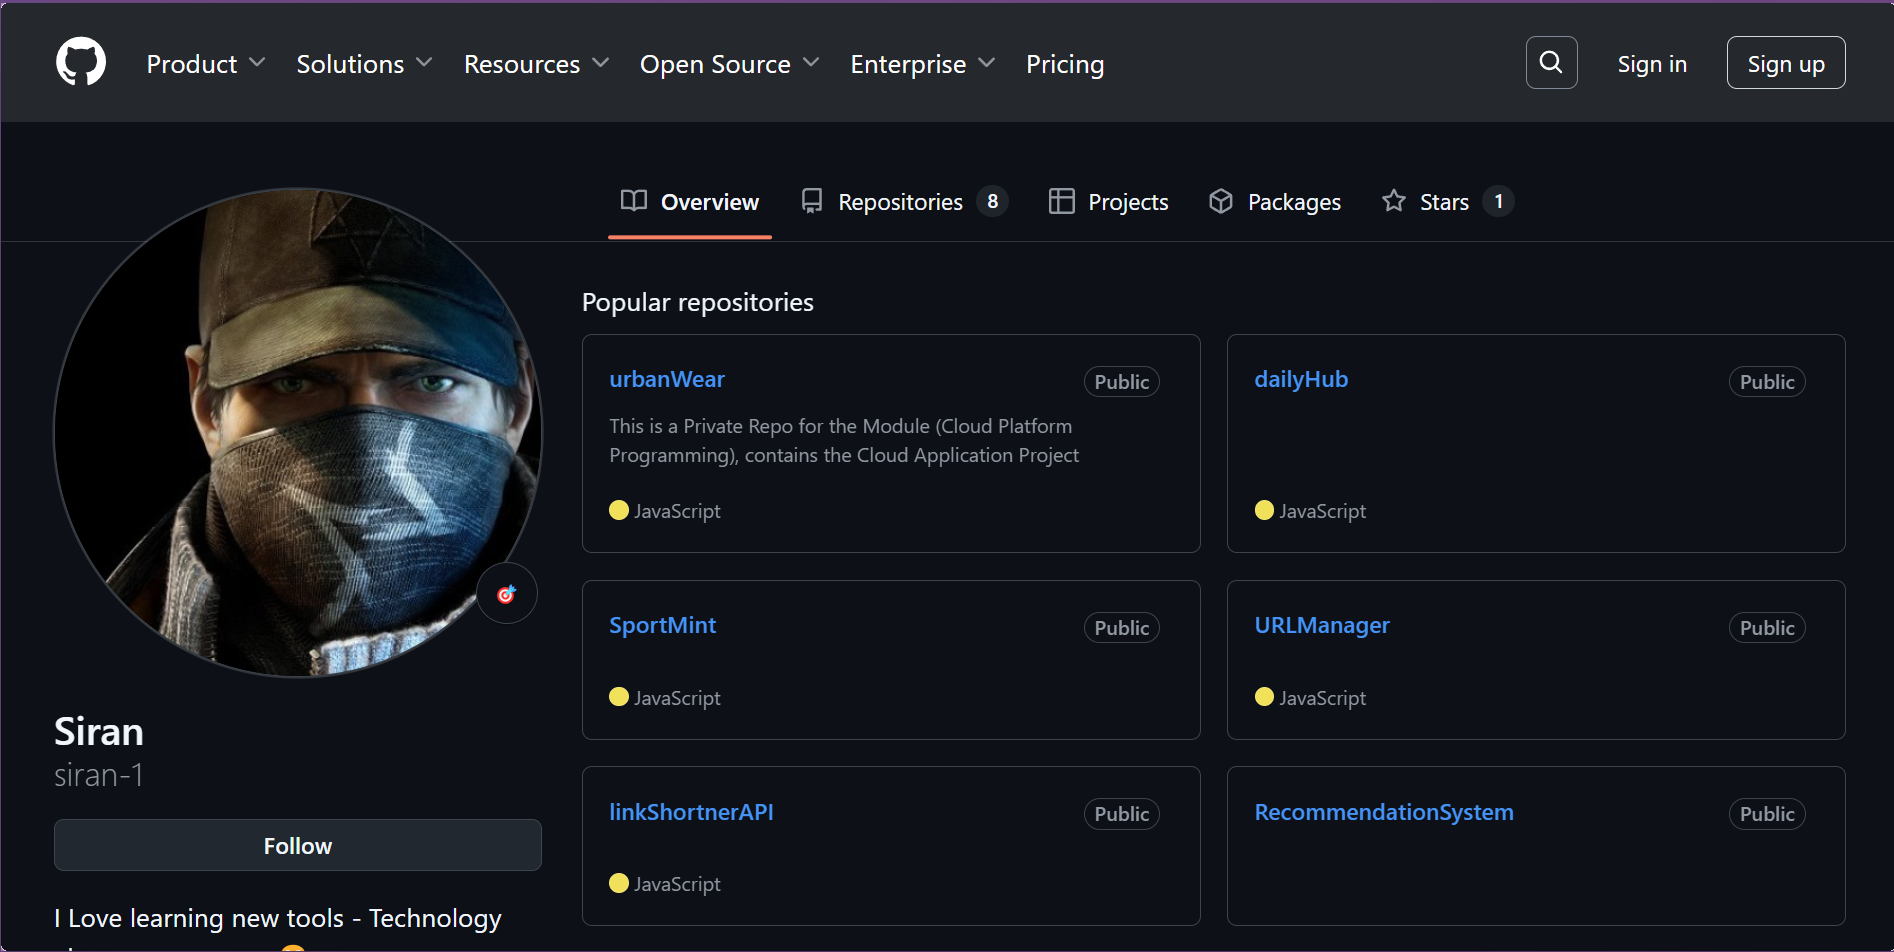 Product Solutions Resources Open Source Enterprise Pricing Sign in Sign up
Overview Repositories 8 Projects Packages Stars 1
Popular repositories
urbanWear Public
This is a Private Repo for the Module (Cloud Platform
Programming), contains the Cloud Application Project
JavaScript
dailyHub Public
JavaScript
SportMint Public
JavaScript
URLManager Public
JavaScript
linkShortnerAPI Public
JavaScript
RecommendationSystem Public
Siran
siran-1
Follow
I Love learning new tools - Technology